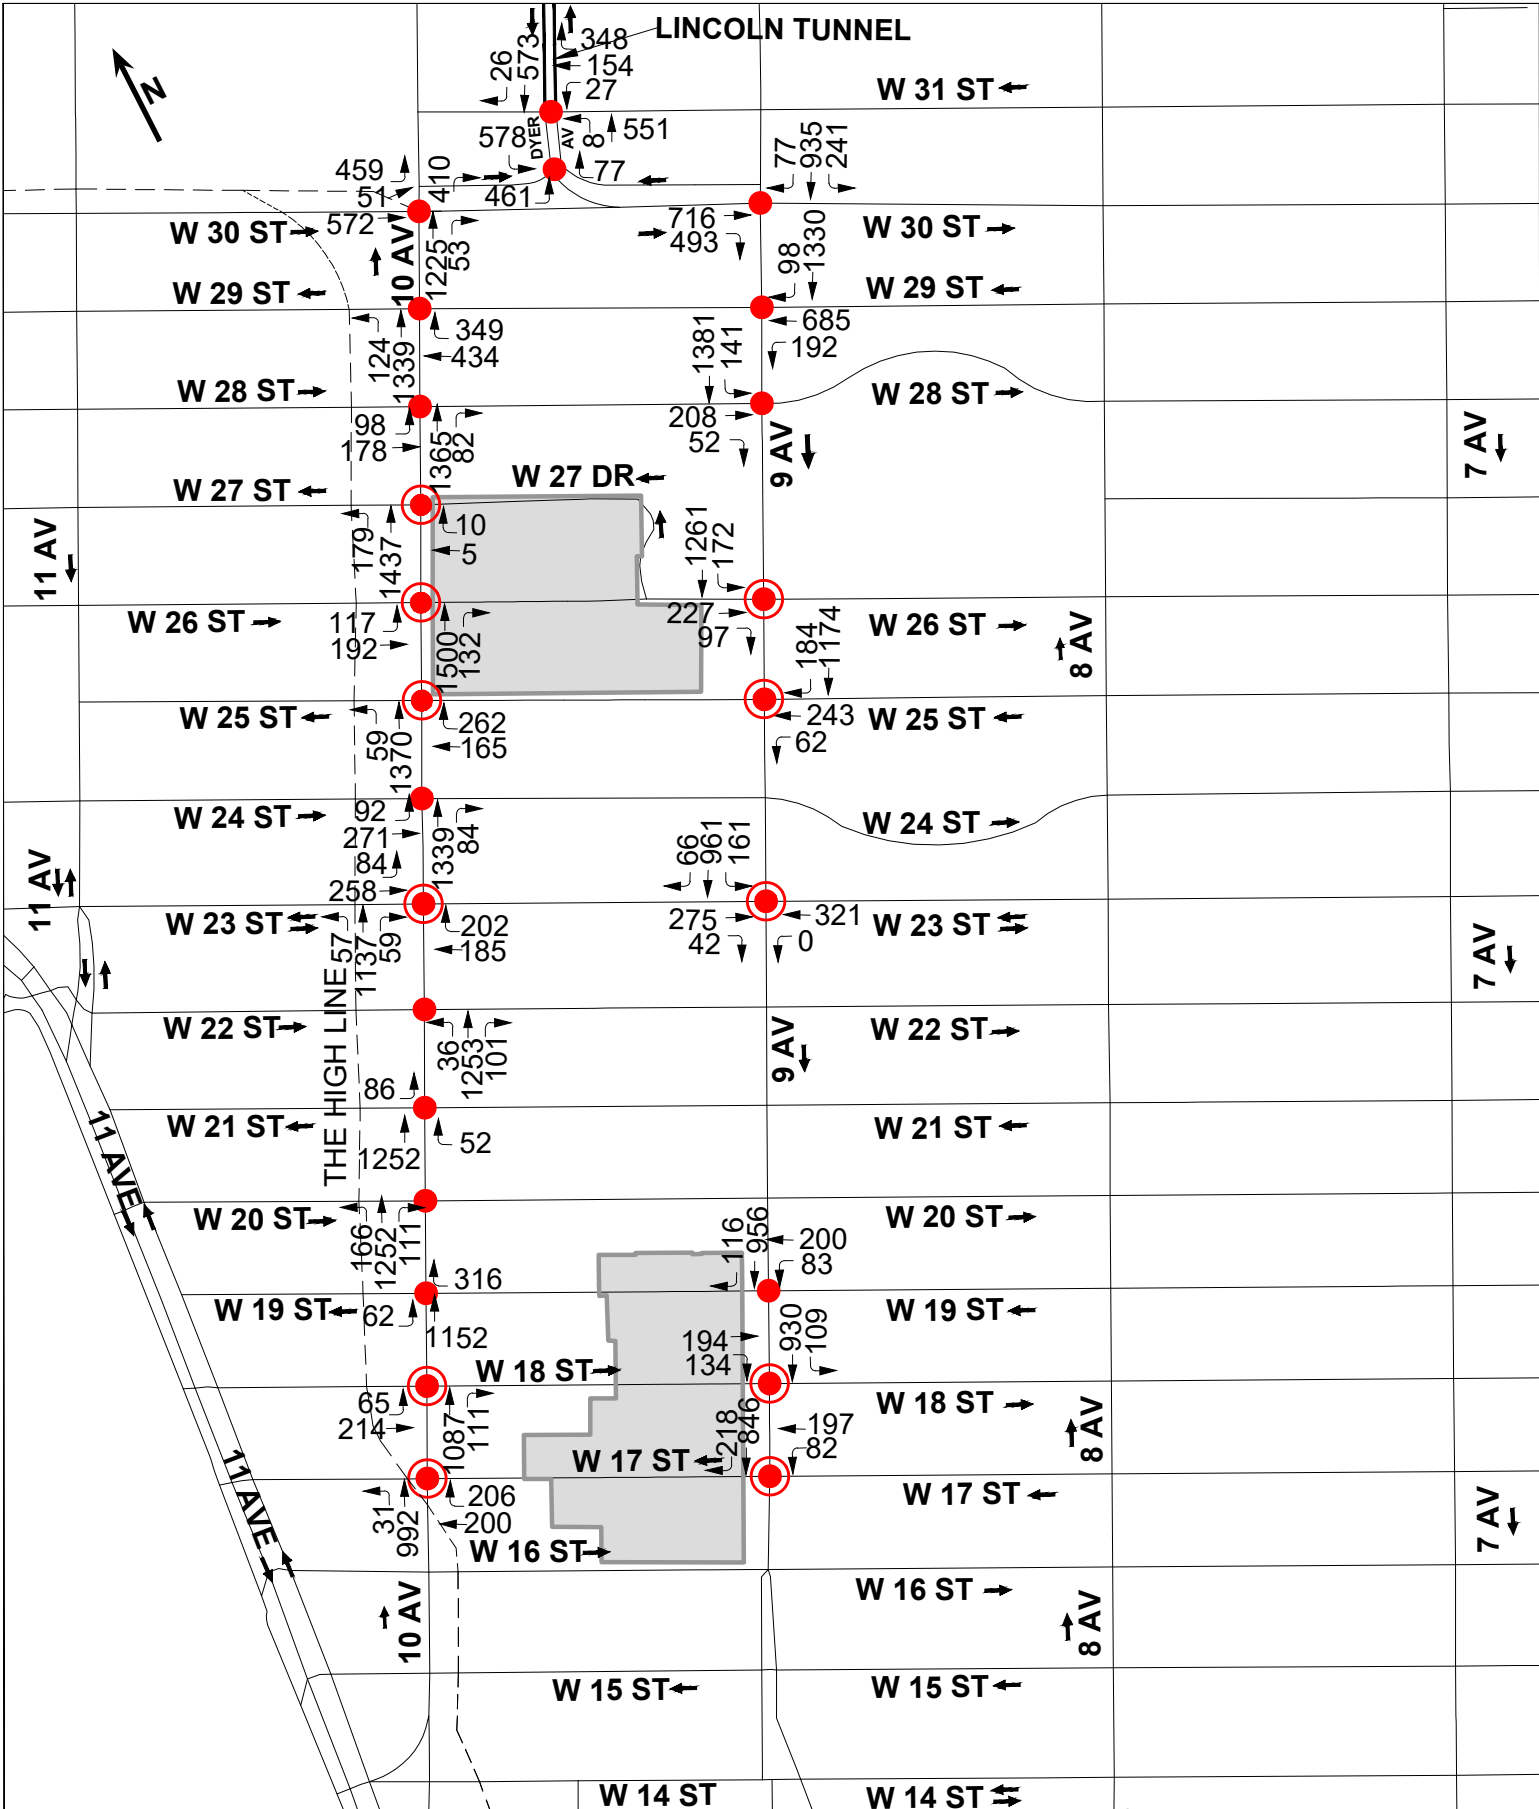 LINCOLN TUNNEL
26
573
348
154
27
W 31 ST
N
DYER
AV
578
8
551
77
935
241
459
51
572
410
461
77
W 30 ST
10 AV
1225
53
716
493
98
1330
W 30 ST
W 29 ST
349
434
W 29 ST
685
192
124
1339
1381
141
W 28 ST
W 28 ST
98
178
1365
82
208
52
9 AV
7 AV
W 27 DR
W 27 ST
10
5
11 AV
179
1437
1261
172
W 26 ST
117
192
1500
132
227
97
184
1174
W 26 ST
8 AV
W 25 ST
59
1370
262
165
243
62
W 25 ST
W 24 ST
92
271
84
258
1339
84
66
961
161
W 24 ST
11 AV
W 23 ST
57
1137
59
202
185
275
42
321
0
W 23 ST
7 AV
THE HIGH LINE
W 22 ST
36
1253
101
9 AV
W 22 ST
86
W 21 ST
1252
52
W 21 ST
11 AVE
W 20 ST
166
1252
111
116
956
200
83
W 20 ST
316
W 19 ST
62
1152
194
134
930
109
W 19 ST
W 18 ST
65
214
1087
111
218
846
197
82
W 18 ST
8 AV
W 17 ST
11 AVE
31
992
206
200
W 17 ST
7 AV
W 16 ST
10 AV
W 16 ST
8 AV
W 15 ST
W 15 ST
W 14 ST
W 14 ST